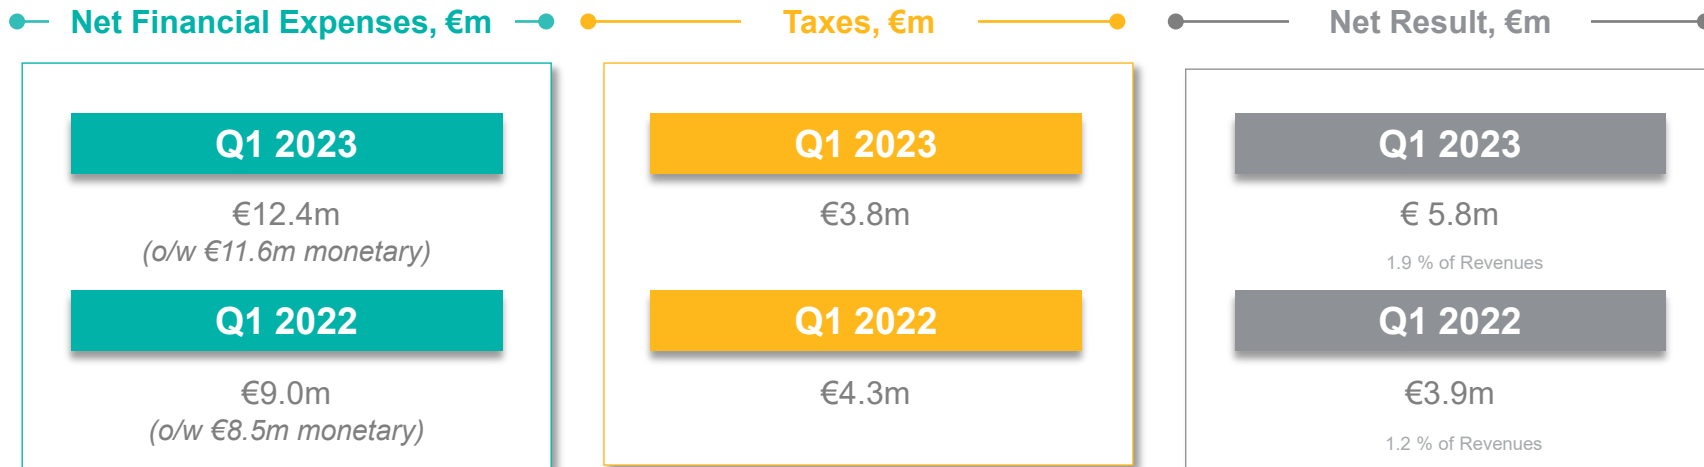 Net Financial Expenses, €m
Q1 2023
€12.4m
(o/w €11.6m monetary)
Q1 2022
€9.0m
(o/w €8.5m monetary)
Taxes, €m
Q1 2023
€3.8m
Q1 2022
€4.3m
Net Result, €m
Q1 2023
€ 5.8m
1.9 % of Revenues
Q1 2022
€3.9m
1.2 % of Revenues